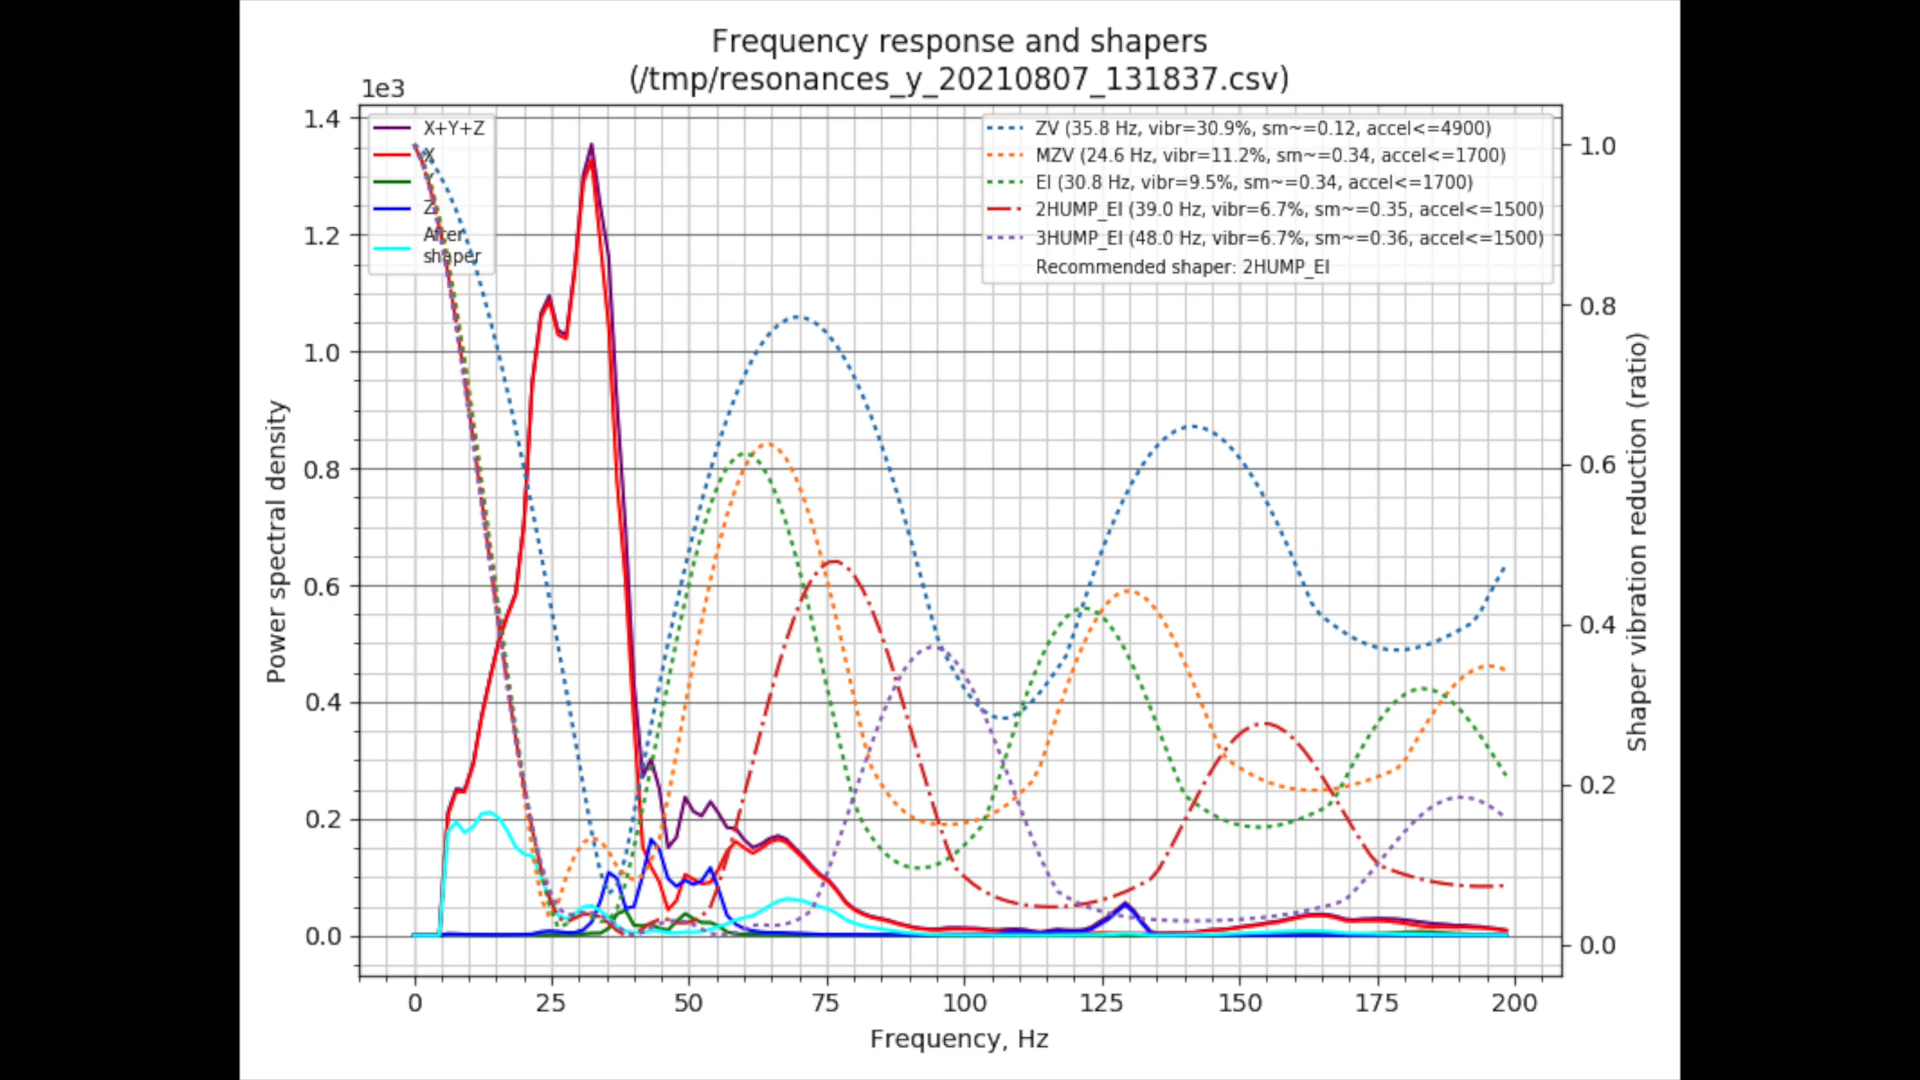 Frequency response and shapers
(/tmp/resonances_y_20210807_131837.csv)
1e3
1.4
1.2
1.0
0.8
0.6
0.4
0.2
0.0
Power spectral density
X+Y+Z
X
Z
After
shaper
ZV (35.8 Hz, vibr=30.9%, sm~=0.12, accel<=4900)
MZV (24.6 Hz, vibr=11.2%, sm~=0.34, accel<=1700)
EI (30.8 Hz, vibr=9.5%, sm~=0.34, accel<=1700)
2HUMP_EI (39.0 Hz, vibr=6.7%, sm~=0.35, accel<=1500)
3HUMP_EI (48.0 Hz, vibr=6.7%, sm~=0.36, accel<=1500)
Recommended shaper: 2HUMP_EI
1.0
0.8
0.6
0.4
0.2
0.0
Shaper vibration reduction (ratio)
0 25 50 75 100 125 150 175 200
Frequency, Hz